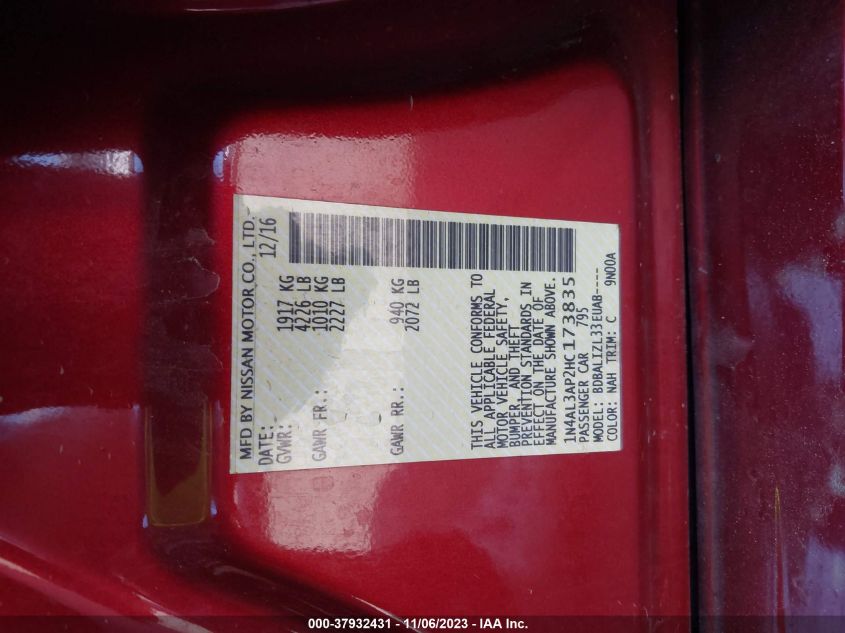 MFD BY NISSAN MOTOR CO., LTD.
DATE: 12/16
GVWR: 1917 KG
4226 LB
GAWR FR.: 1010 KG
2227 LB
GAWR RR.: 940 KG
2072 LB
THIS VEHICLE CONFORMS TO
ALL APPLICABLE FEDERAL
MOTOR VEHICLE SAFETY,
BUMPER, AND THEFT
PREVENTION STANDARDS IN
EFFECT ON THE DATE OF
MANUFACTURE SHOWN ABOVE.
1N4AL3AP2HC173835
PASSENGER CAR 795
MODEL: BDBALIZL33EUAB----
COLOR: NAH TRIM: C 9N00A
000-37932431 - 11/06/2023 - IAA Inc.